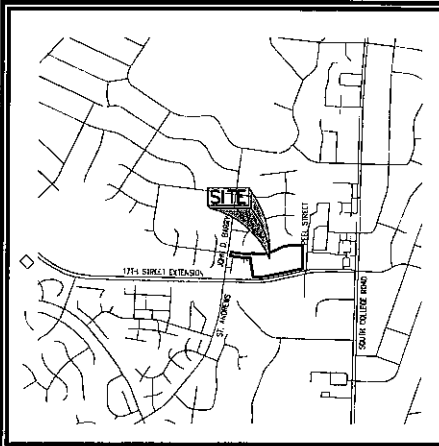 SITE
JOHN D. BARRY
PEEL STREET
17TH STREET EXTENSION
ST. ANDREWS
SOUTH COLLEGE ROAD